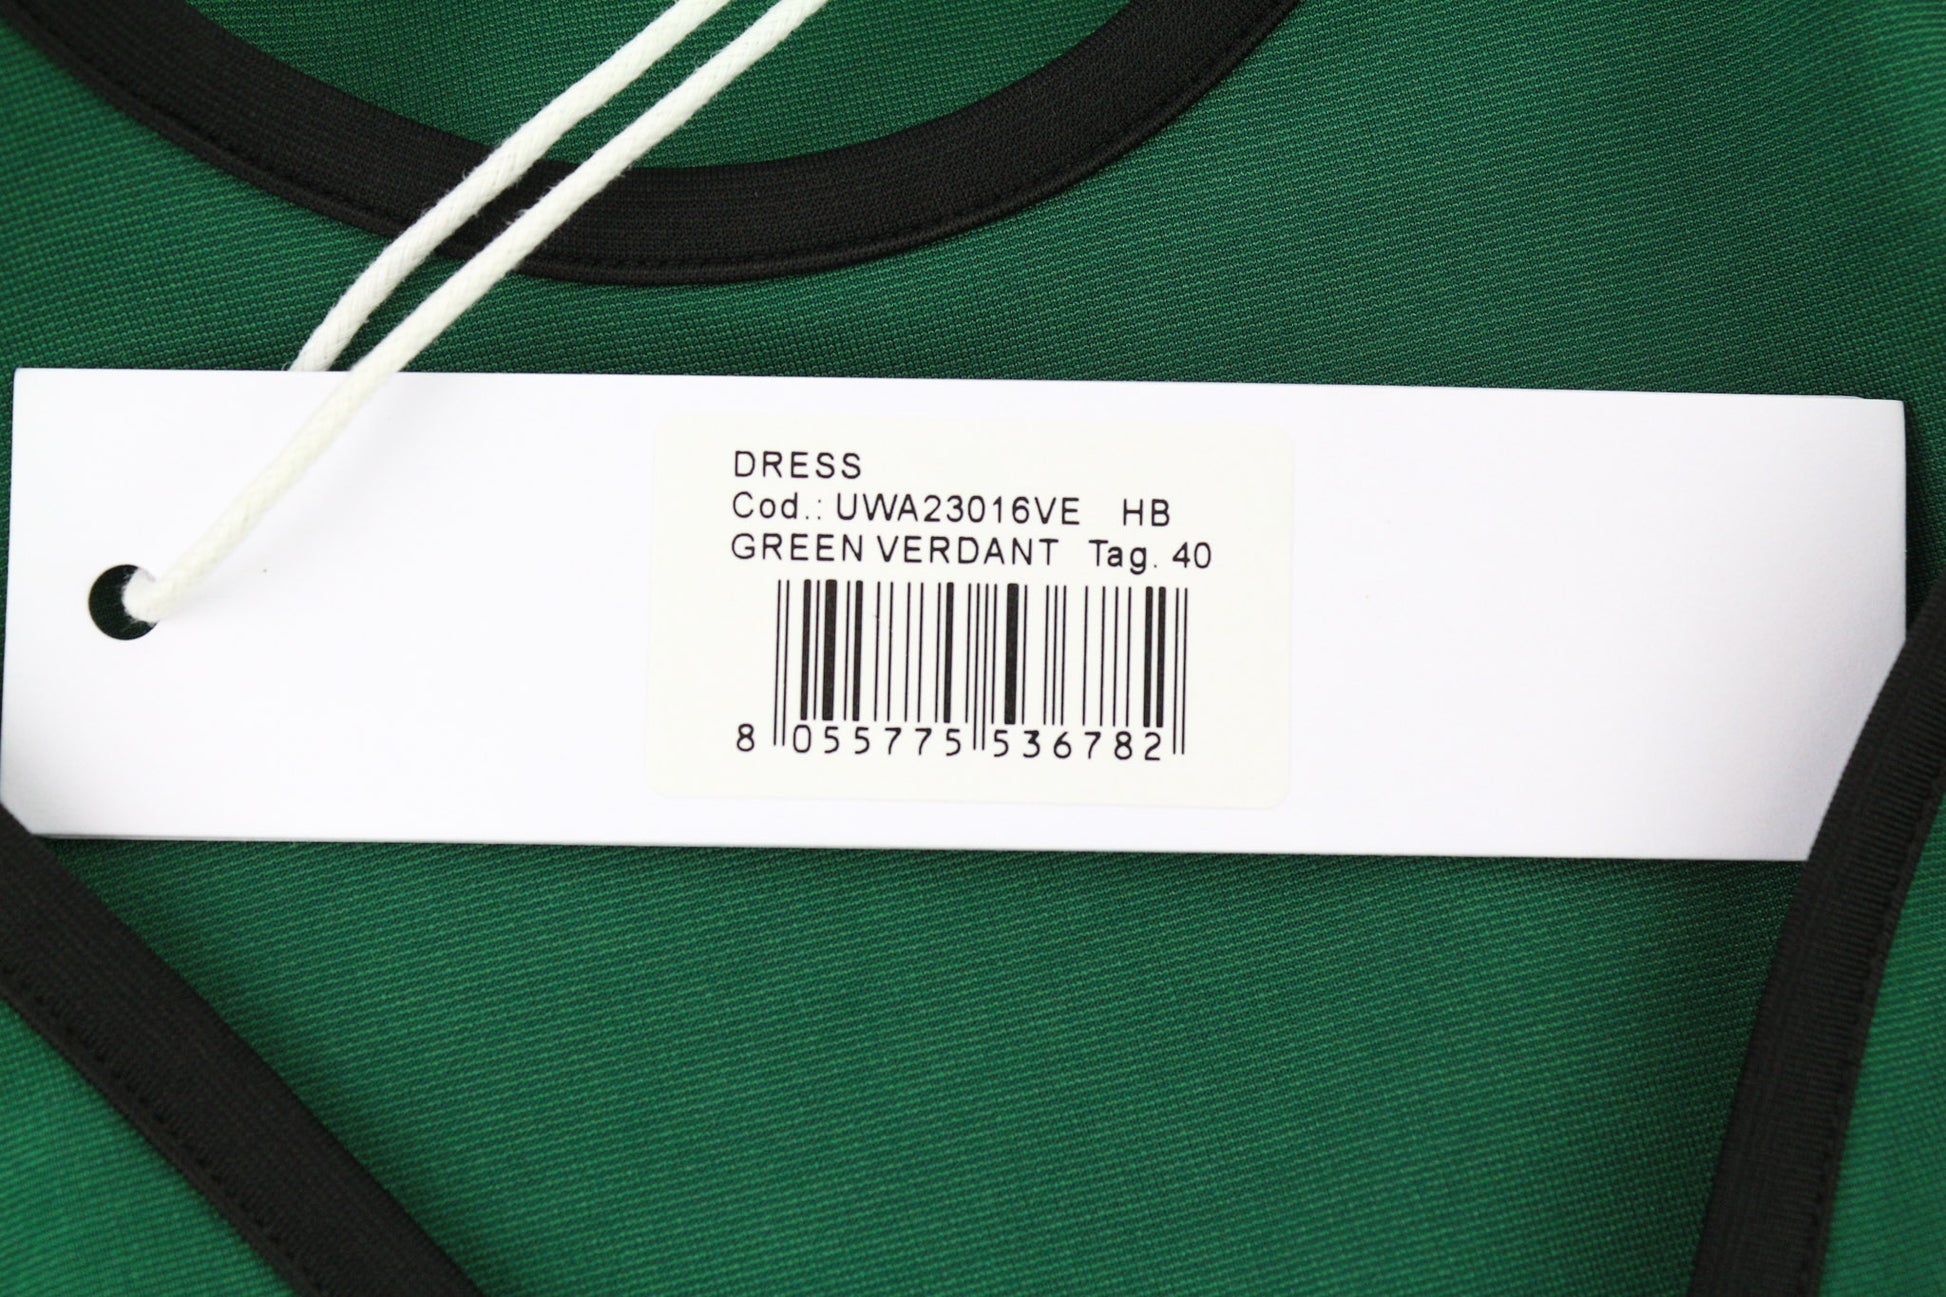 DRESS
Cod.: UWA23016VE HB
GREEN VERDANT Tag. 40
8 055775 536782